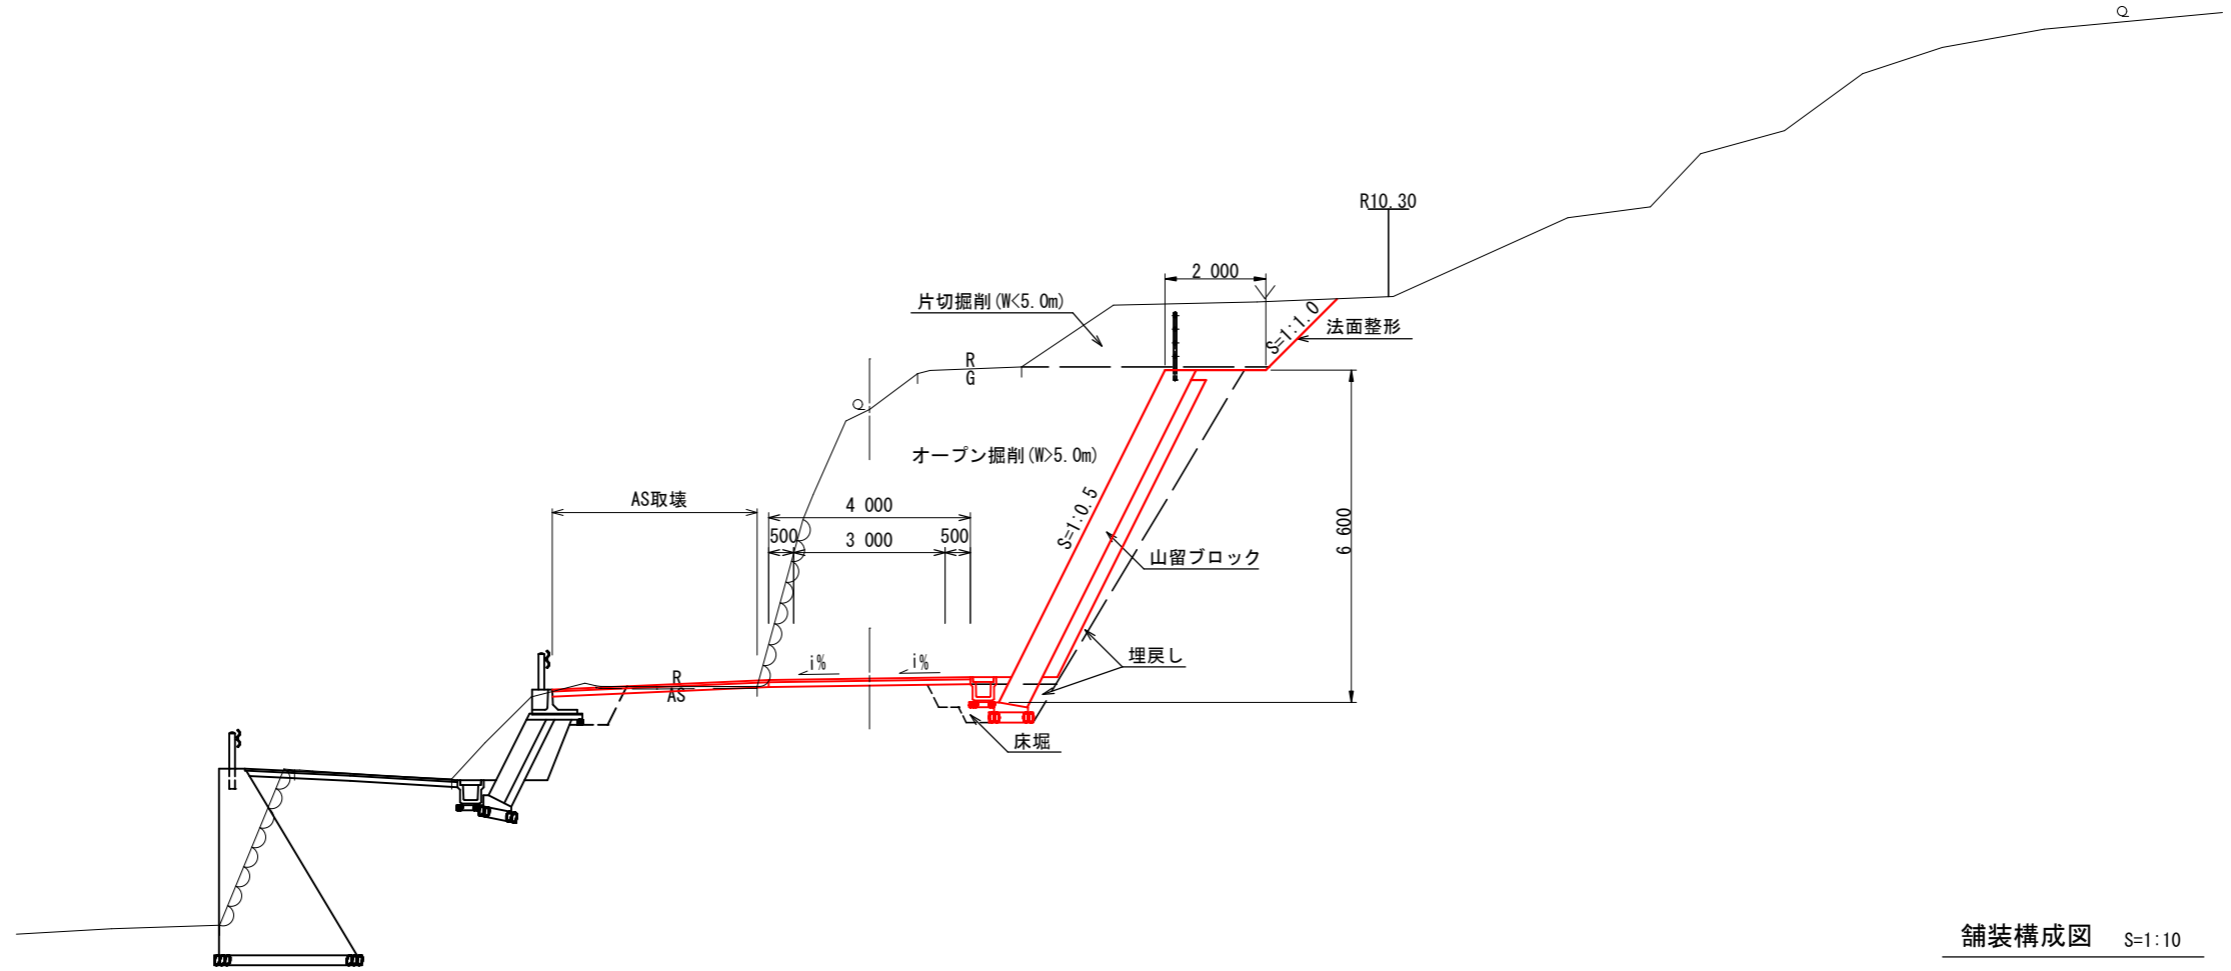 Q
R10.30
2 000
片切掘削(W<5.0m)
S=1:1.0
法面整形
R
G
Q
オープン掘削(W>5.0m)
AS取壊
4 000
500
3 000
500
S=1:0.5
6 600
山留ブロック
埋戻し
i%
i%
R
AS
床堀
舗装構成図 S=1:10